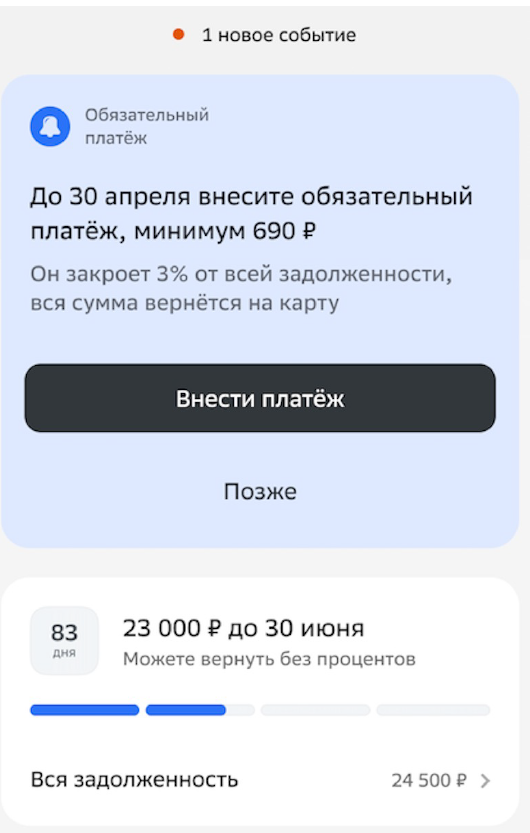 1 новое событие
Обязательный
платёж
До 30 апреля внесите обязательный
платёж, минимум 690 ₽
Он закроет 3% от всей задолженности,
вся сумма вернётся на карту
Внести платёж
Позже
83
дня
23 000 ₽ до 30 июня
Можете вернуть без процентов
Вся задолженность
24 500 ₽